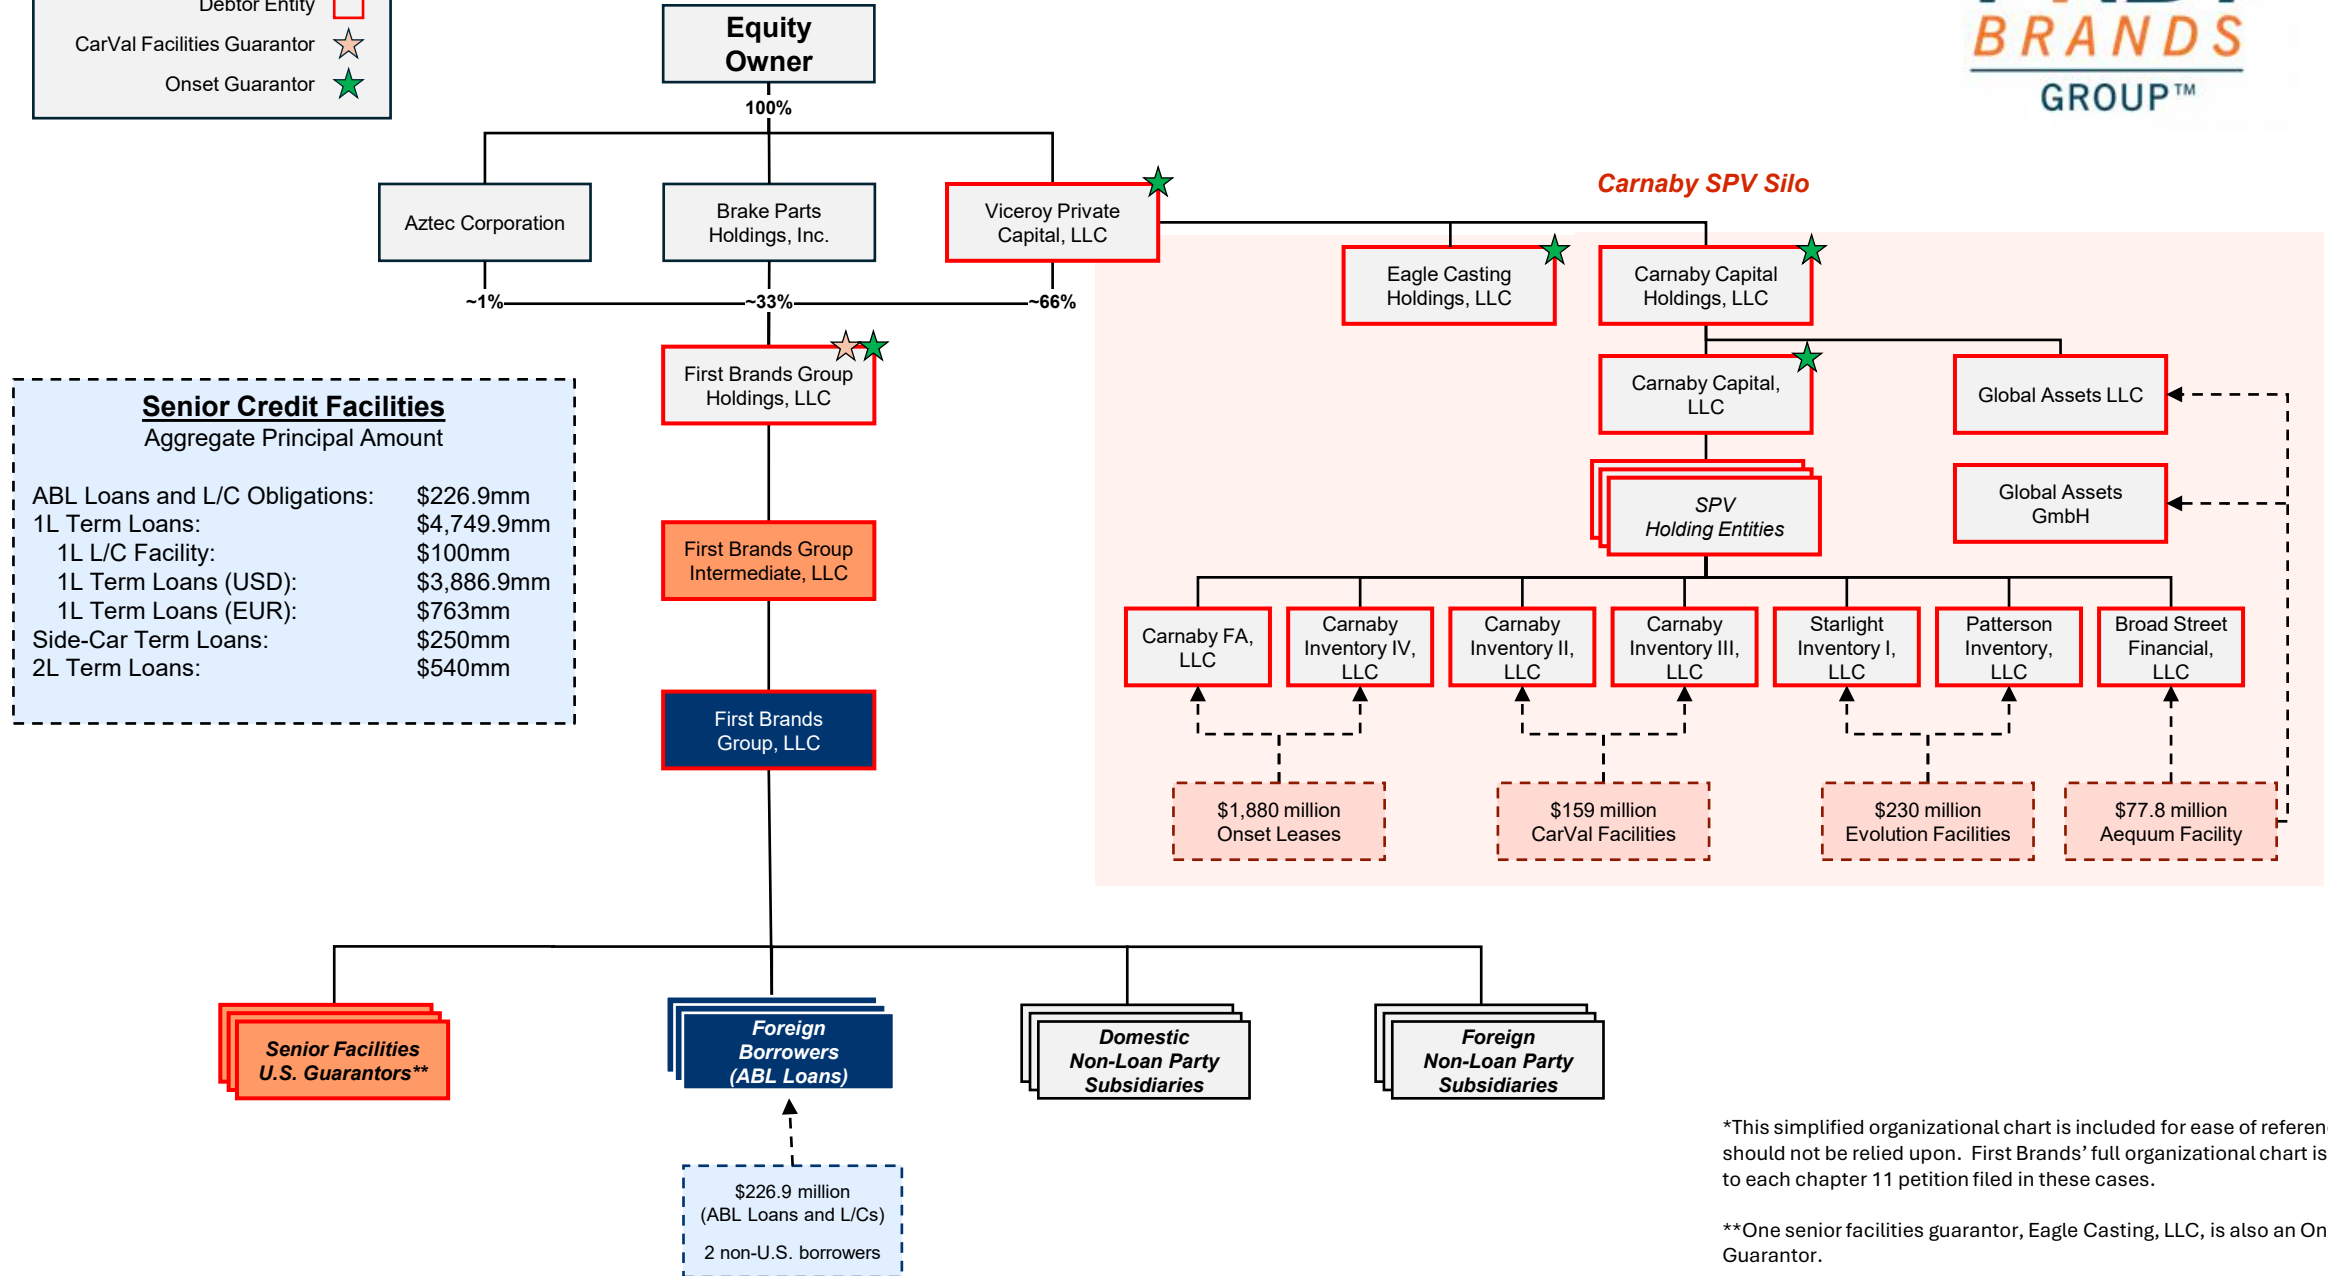 Debtor Entity
CarVal Facilities Guarantor
Onset Guarantor
BRANDS
GROUP™
Equity
Owner
100%
Aztec Corporation
Brake Parts
Holdings, Inc.
Viceroy Private
Capital, LLC
~1%
~33%
~66%
Carnaby SPV Silo
Eagle Casting
Holdings, LLC
Carnaby Capital
Holdings, LLC
First Brands Group
Holdings, LLC
Carnaby Capital,
LLC
Global Assets LLC
Senior Credit Facilities
Aggregate Principal Amount
ABL Loans and L/C Obligations: $226.9mm
1L Term Loans: $4,749.9mm
1L L/C Facility: $100mm
1L Term Loans (USD): $3,886.9mm
1L Term Loans (EUR): $763mm
Side-Car Term Loans: $250mm
2L Term Loans: $540mm
SPV
Holding Entities
Global Assets
GmbH
First Brands Group
Intermediate, LLC
Carnaby FA,
LLC
Carnaby
Inventory IV,
LLC
Carnaby
Inventory II,
LLC
Carnaby
Inventory III,
LLC
Starlight
Inventory I,
LLC
Patterson
Inventory,
LLC
Broad Street
Financial,
LLC
First Brands
Group, LLC
$1,880 million
Onset Leases
$159 million
CarVal Facilities
$230 million
Evolution Facilities
$77.8 million
Aequum Facility
Senior Facilities
U.S. Guarantors**
Foreign
Borrowers
(ABL Loans)
Domestic
Non-Loan Party
Subsidiaries
Foreign
Non-Loan Party
Subsidiaries
$226.9 million
(ABL Loans and L/Cs)
2 non-U.S. borrowers
*This simplified organizational chart is included for ease of
should not be relied upon. First Brands' full organizational chart is
to each chapter 11 petition filed in these cases.
**One senior facilities guarantor, Eagle Casting, LLC, is also an
Guarantor.